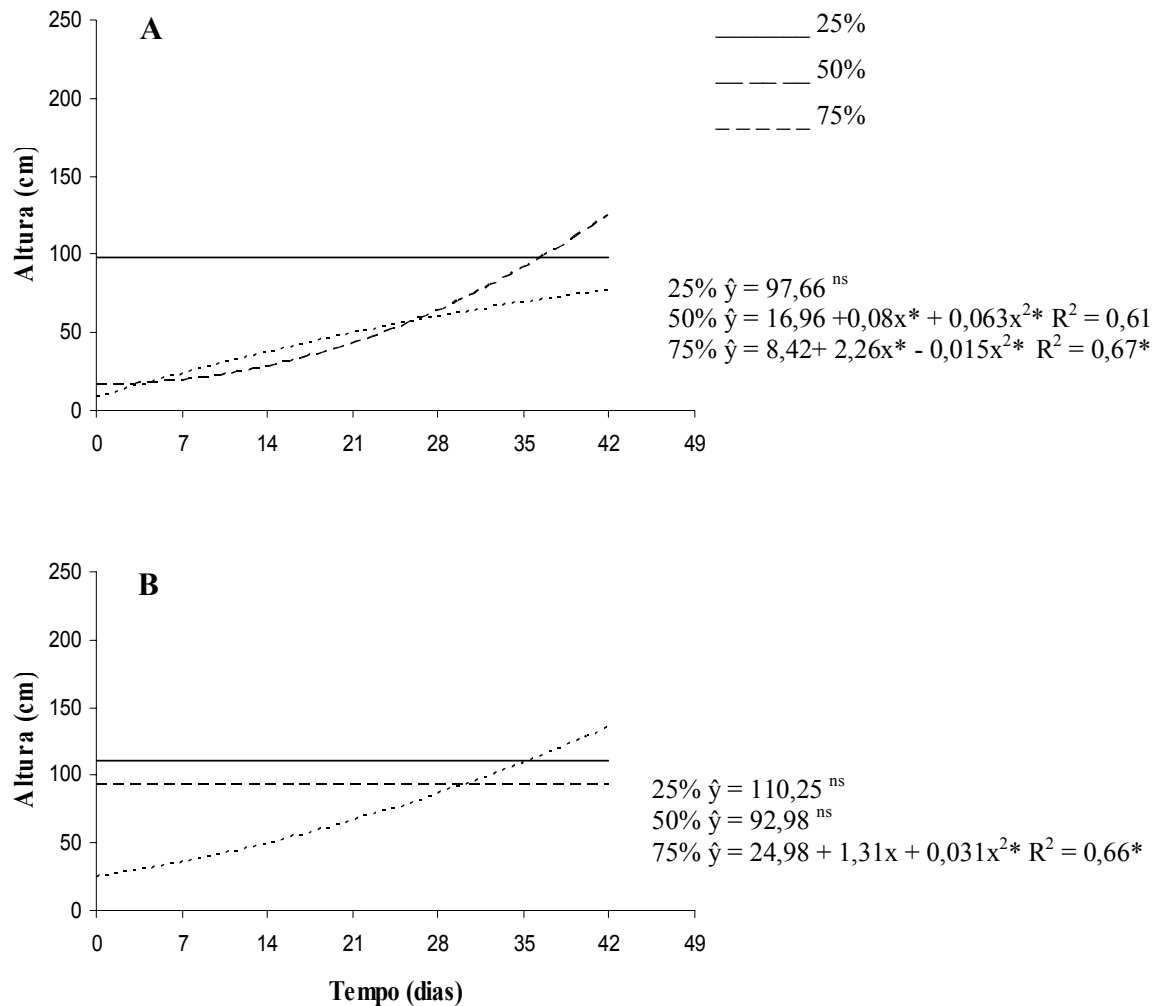 A
25%
50%
75%
250
200
150
100
50
0
Altura (cm)
0 7 14 21 28 35 42 49
25% ŷ = 97,66 ns
50% ŷ = 16,96 +0,08x* + 0,063x²* R² = 0,61
75% ŷ = 8,42+ 2,26x* - 0,015x²* R² = 0,67*
B
250
200
150
100
50
0
Altura (cm)
0 7 14 21 28 35 42 49
Tempo (dias)
25% ŷ = 110,25 ns
50% ŷ = 92,98 ns
75% ŷ = 24,98 + 1,31x + 0,031x²* R² = 0,66*